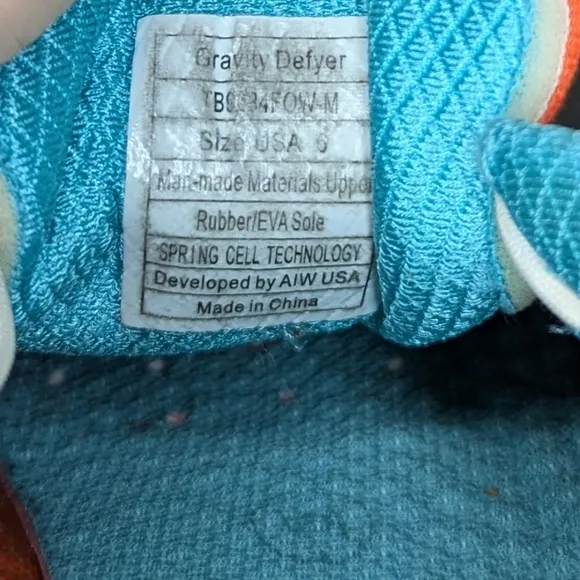 Gravity Defyer
Size USA 6
Man-made Materials Upper
Rubber/EVA Sole
SPRING CELL TECHNOLOGY
Developed by AIW USA
Made in China